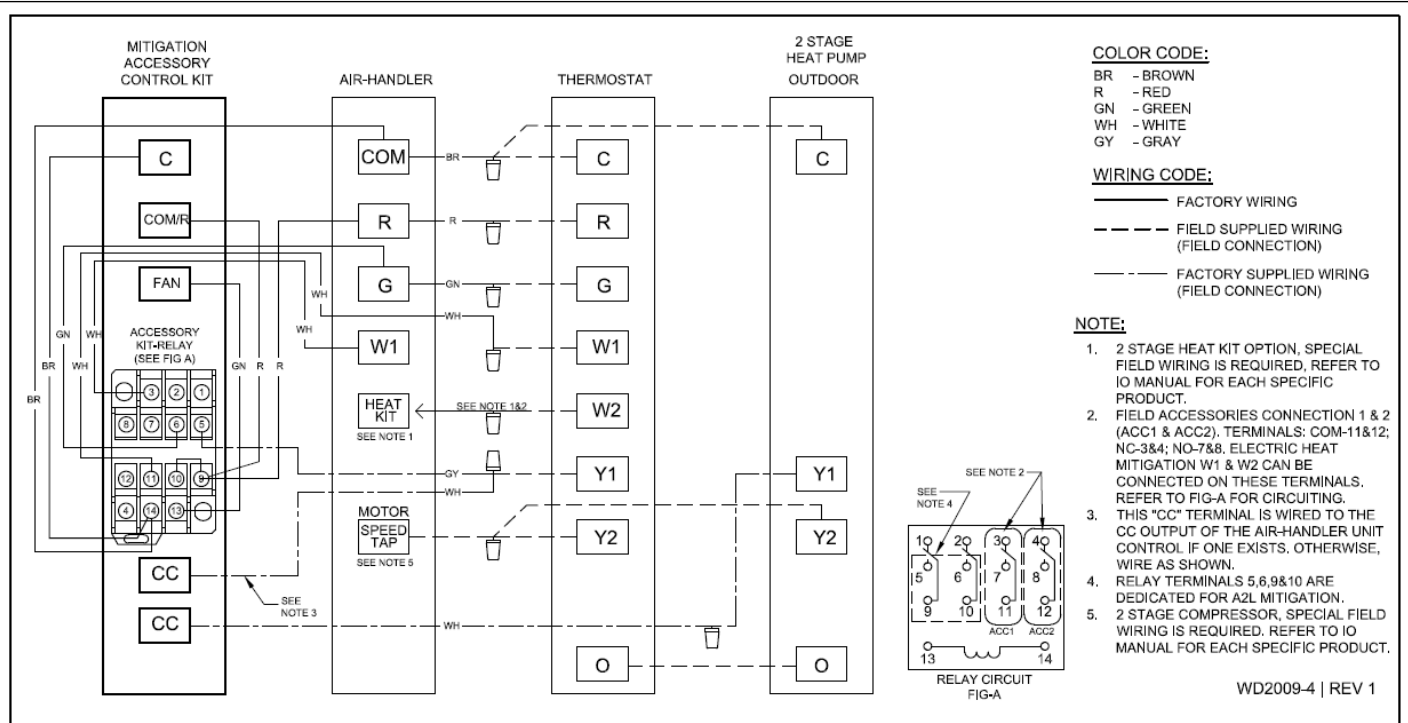 MITIGATION
ACCESSORY
CONTROL KIT
AIR-HANDLER
THERMOSTAT
2 STAGE
HEAT PUMP
OUTDOOR
C
COM/R
FAN
ACCESSORY
KIT-RELAY
(SEE FIG A)
3
2
1
8
7
6
5
12
11
10
9
4
14
13
CC
CC
BR
BR
GN
WH
WH
GN
R
R
WH
WH
SEE
NOTE 3
COM
R
G
W1
HEAT
KIT
SEE NOTE 1
MOTOR
SPEED
TAP
SEE NOTE 5
BR
R
GN
WH
SEE NOTE 1&2
GY
WH
WH
C
R
G
W1
W2
Y1
Y2
O
C
Y1
Y2
O
COLOR CODE:
BR - BROWN
R - RED
GN - GREEN
WH - WHITE
GY - GRAY
WIRING CODE:
FACTORY WIRING
FIELD SUPPLIED WIRING
(FIELD CONNECTION)
FACTORY SUPPLIED WIRING
(FIELD CONNECTION)
NOTE:
1. 2 STAGE HEAT KIT OPTION, SPECIAL
FIELD WIRING IS REQUIRED, REFER TO
IO MANUAL FOR EACH SPECIFIC
PRODUCT.
2. FIELD ACCESSORIES CONNECTION 1 & 2
(ACC1 & ACC2). TERMINALS: COM-11&12;
NC-3&4; NO-7&8. ELECTRIC HEAT
MITIGATION W1 & W2 CAN BE
CONNECTED ON THESE TERMINALS.
REFER TO FIG-A FOR CIRCUITING.
3. THIS "CC" TERMINAL IS WIRED TO THE
CC OUTPUT OF THE AIR-HANDLER UNIT
CONTROL IF ONE EXISTS. OTHERWISE,
WIRE AS SHOWN.
4. RELAY TERMINALS 5,6,9&10 ARE
DEDICATED FOR A2L MITIGATION.
5. 2 STAGE COMPRESSOR, SPECIAL FIELD
WIRING IS REQUIRED. REFER TO IO
MANUAL FOR EACH SPECIFIC PRODUCT.
SEE NOTE 2
SEE
NOTE 4
1
2
3
4
5
6
7
8
9
10
11
12
ACC1
ACC2
13
14
RELAY CIRCUIT
FIG-A
WD2009-4 | REV 1